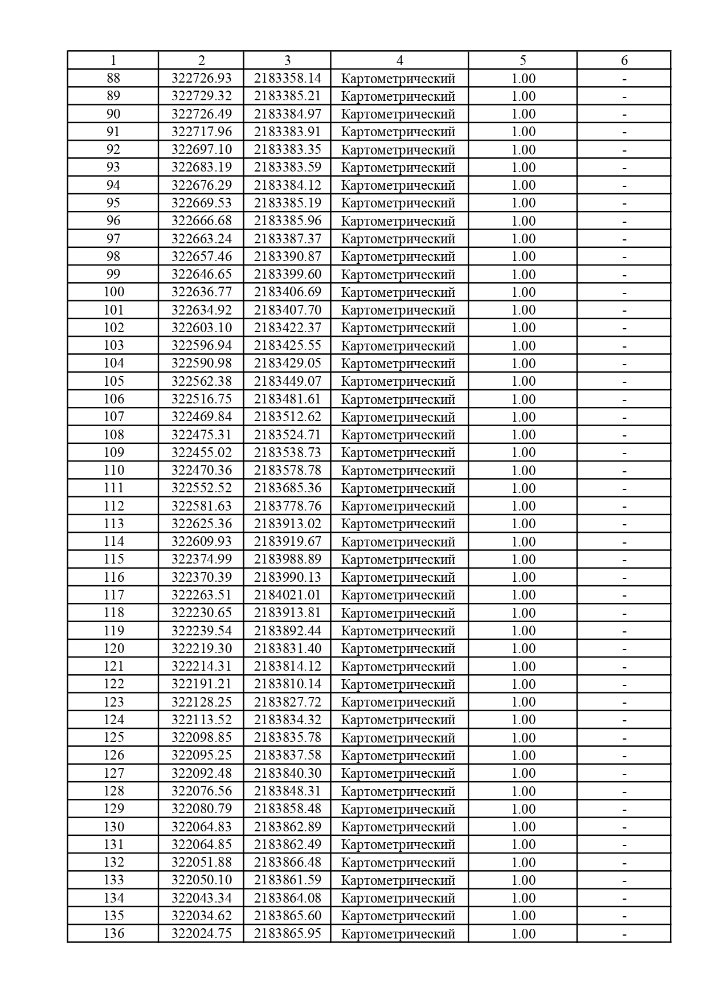 1 2 3 4 5 6
88 322726.93 2183358.14 Картометрический 1.00 -
89 322729.32 2183385.21 Картометрический 1.00 -
90 322726.49 2183384.97 Картометрический 1.00 -
91 322717.96 2183383.91 Картометрический 1.00 -
92 322697.10 2183383.35 Картометрический 1.00 -
93 322683.19 2183383.59 Картометрический 1.00 -
94 322676.29 2183384.12 Картометрический 1.00 -
95 322669.53 2183385.19 Картометрический 1.00 -
96 322666.68 2183385.96 Картометрический 1.00 -
97 322663.24 2183387.37 Картометрический 1.00 -
98 322657.46 2183390.87 Картометрический 1.00 -
99 322646.65 2183399.60 Картометрический 1.00 -
100 322636.77 2183406.69 Картометрический 1.00 -
101 322634.92 2183407.70 Картометрический 1.00 -
102 322603.10 2183422.37 Картометрический 1.00 -
103 322596.94 2183425.55 Картометрический 1.00 -
104 322590.98 2183429.05 Картометрический 1.00 -
105 322562.38 2183449.07 Картометрический 1.00 -
106 322516.75 2183481.61 Картометрический 1.00 -
107 322469.84 2183512.62 Картометрический 1.00 -
108 322475.31 2183524.71 Картометрический 1.00 -
109 322455.02 2183538.73 Картометрический 1.00 -
110 322470.36 2183578.78 Картометрический 1.00 -
111 322552.52 2183685.36 Картометрический 1.00 -
112 322581.63 2183778.76 Картометрический 1.00 -
113 322625.36 2183913.02 Картометрический 1.00 -
114 322609.93 2183919.67 Картометрический 1.00 -
115 322374.99 2183988.89 Картометрический 1.00 -
116 322370.39 2183990.13 Картометрический 1.00 -
117 322263.51 2184021.01 Картометрический 1.00 -
118 322230.65 2183913.81 Картометрический 1.00 -
119 322239.54 2183892.44 Картометрический 1.00 -
120 322219.30 2183831.40 Картометрический 1.00 -
121 322214.31 2183814.12 Картометрический 1.00 -
122 322191.21 2183810.14 Картометрический 1.00 -
123 322128.25 2183827.72 Картометрический 1.00 -
124 322113.52 2183834.32 Картометрический 1.00 -
125 322098.85 2183835.78 Картометрический 1.00 -
126 322095.25 2183837.58 Картометрический 1.00 -
127 322092.48 2183840.30 Картометрический 1.00 -
128 322076.56 2183848.31 Картометрический 1.00 -
129 322080.79 2183858.48 Картометрический 1.00 -
130 322064.83 2183862.89 Картометрический 1.00 -
131 322064.85 2183862.49 Картометрический 1.00 -
132 322051.88 2183866.48 Картометрический 1.00 -
133 322050.10 2183861.59 Картометрический 1.00 -
134 322043.34 2183864.08 Картометрический 1.00 -
135 322034.62 2183865.60 Картометрический 1.00 -
136 322024.75 2183865.95 Картометрический 1.00 -